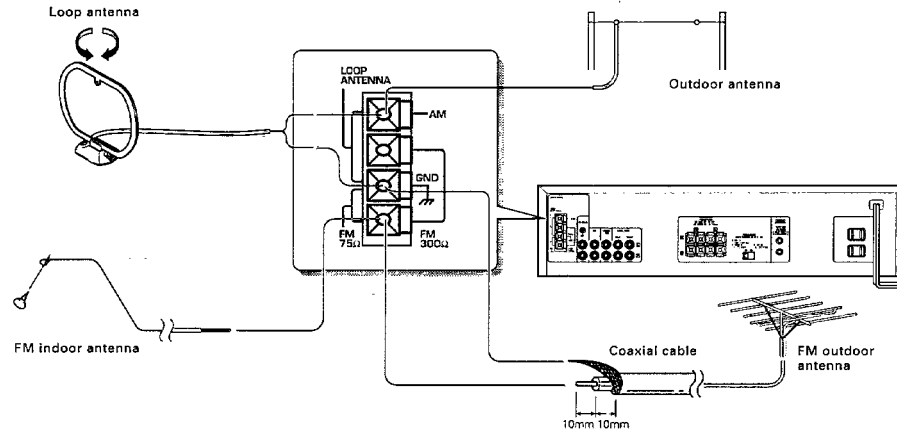 Loop antenna
LOOP
ANTENNA
AM
GND
FM
75Ω
FM
300Ω
Outdoor antenna
FM indoor antenna
Coaxial cable
FM outdoor
antenna
10mm 10mm